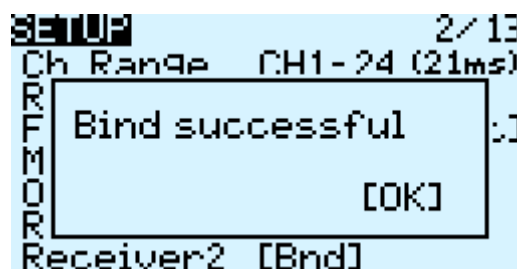 SETUP 2/13
Ch Range CH1-24 (21ms)
R
F
M
O
R
Bind successful
[OK]
Receiver2 [Bnd]